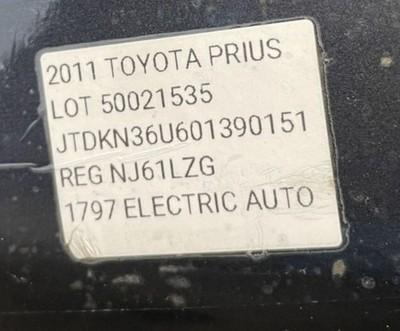 2011 TOYOTA PRIUS
LOT 50021535
JTDKN36U601390151
REG NJ61LZG
1797 ELECTRIC AUTO